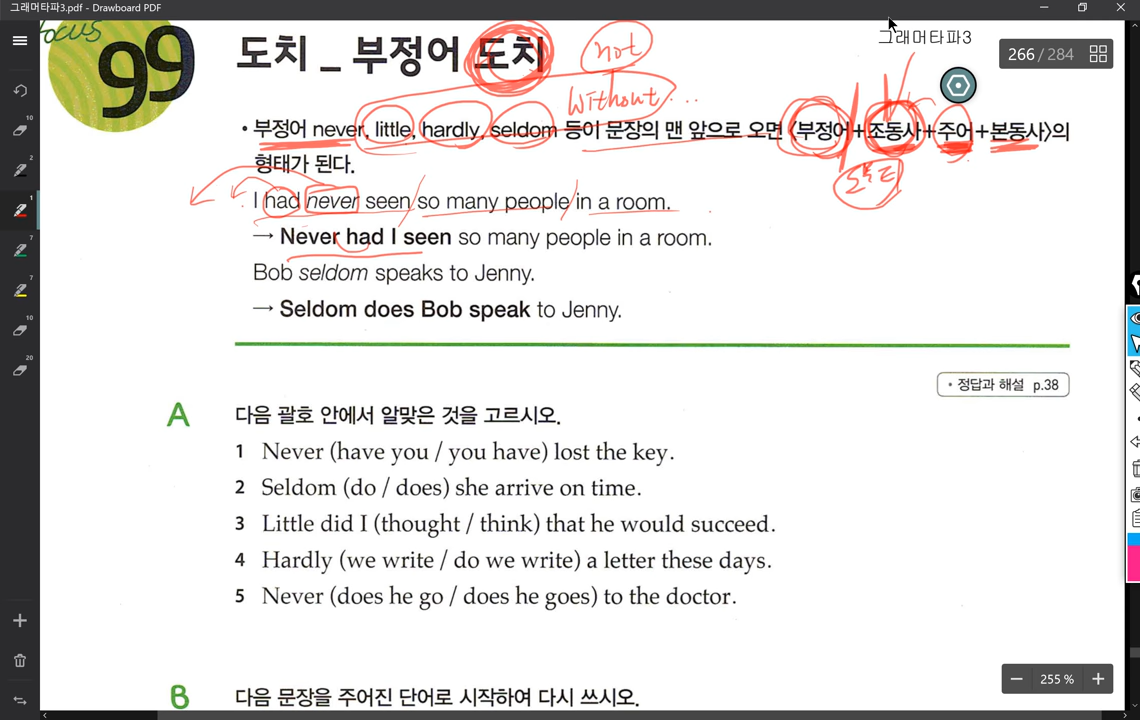 그래머타파3.pdf - Drawboard PDF
focus
99
도치 _ 부정어 도치
not
without...
그래머타파3
266 / 284
• 부정어 never, little, hardly, seldom 등이 문장의 맨 앞으로 오면 〈부정어+조동사+주어+본동사〉의
형태가 된다.
I had never seen so many people in a room.
→ Never had I seen so many people in a room.
Bob seldom speaks to Jenny.
→ Seldom does Bob speak to Jenny.
• 정답과 해설 p.38
A 다음 괄호 안에서 알맞은 것을 고르시오.
1 Never (have you / you have) lost the key.
2 Seldom (do / does) she arrive on time.
3 Little did I (thought / think) that he would succeed.
4 Hardly (we write / do we write) a letter these days.
5 Never (does he go / does he goes) to the doctor.
B 다음 문장을 주어진 단어로 시작하여 다시 쓰시오.
255 %
10
2
1
7
7
10
20